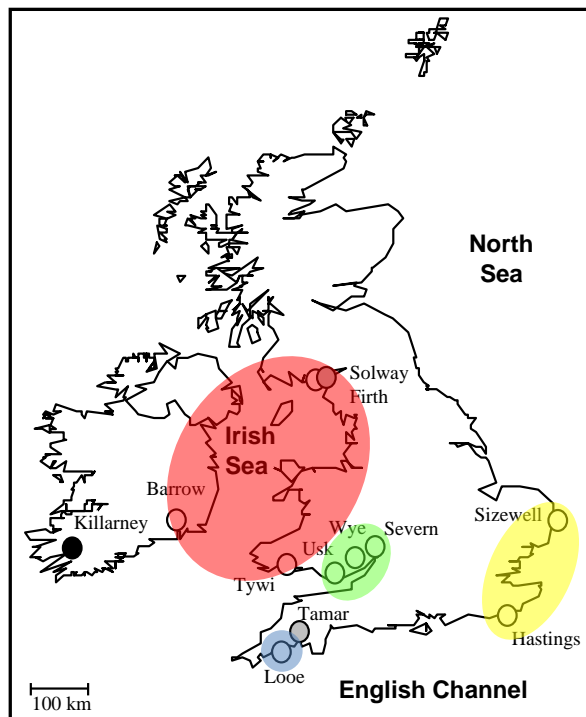 North
Sea
Solway
Firth
Irish
Sea
Barrow
Killarney
Sizewell
Wye
Severn
Usk
Tywi
Tamar
Hastings
Looe
English Channel
100 km